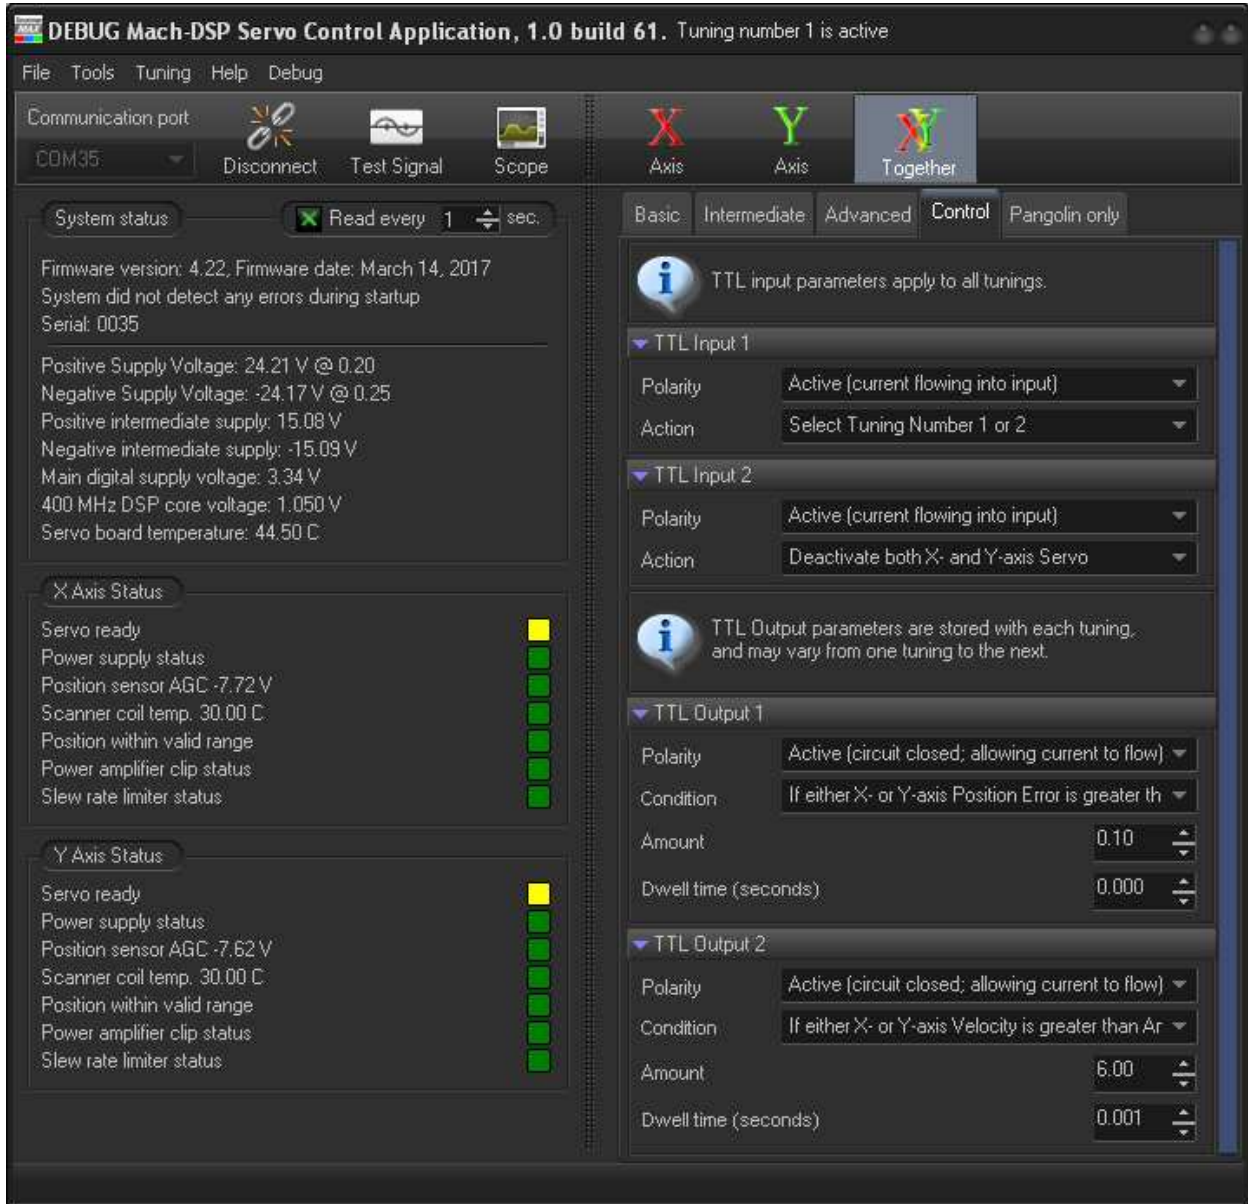 DEBUG Mach-DSP Servo Control Application, 1.0 build 61. Tuning number 1 is active
File Tools Tuning Help Debug
Communication port
COM35
Disconnect
Test Signal
Scope
X
Axis
Y
Axis
XY
Together
System status
Read every 1 sec.
Firmware version: 4.22, Firmware date: March 14, 2017
System did not detect any errors during startup
Serial: 0035
Positive Supply Voltage: 24.21 V @ 0.20
Negative Supply Voltage: -24.17 V @ 0.25
Positive intermediate supply: 15.08 V
Negative intermediate supply: -15.09 V
Main digital supply voltage: 3.34 V
400 MHz DSP core voltage: 1.050 V
Servo board temperature: 44.50 C
X Axis Status
Servo ready
Power supply status
Position sensor AGC -7.72 V
Scanner coil temp. 30.00 C
Position within valid range
Power amplifier clip status
Slew rate limiter status
Y Axis Status
Servo ready
Power supply status
Position sensor AGC -7.62 V
Scanner coil temp. 30.00 C
Position within valid range
Power amplifier clip status
Slew rate limiter status
Basic Intermediate Advanced Control Pangolin only
TTL input parameters apply to all tunings.
TTL Input 1
Polarity Active (current flowing into input)
Action Select Tuning Number 1 or 2
TTL Input 2
Polarity Active (current flowing into input)
Action Deactivate both X- and Y-axis Servo
TTL Output parameters are stored with each tuning,
and may vary from one tuning to the next.
TTL Output 1
Polarity Active (circuit closed; allowing current to flow)
Condition If either X- or Y-axis Position Error is greater th
Amount 0.10
Dwell time (seconds) 0.000
TTL Output 2
Polarity Active (circuit closed; allowing current to flow)
Condition If either X- or Y-axis Velocity is greater than Ar
Amount 6.00
Dwell time (seconds) 0.001